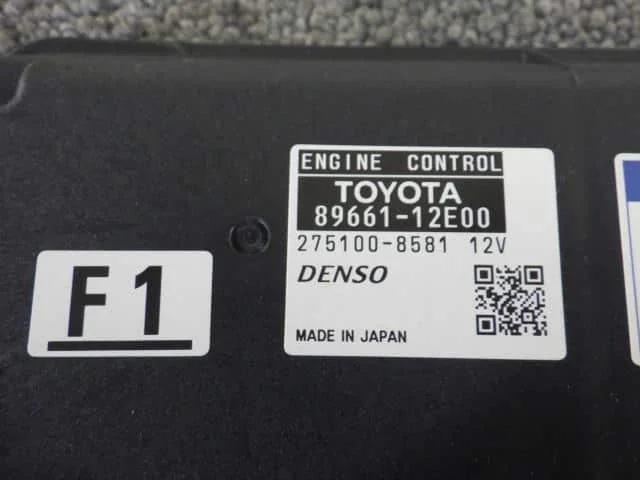 ENGINE CONTROL
TOYOTA
89661-12E00
275100-8581 12V
DENSO
MADE IN JAPAN
F1